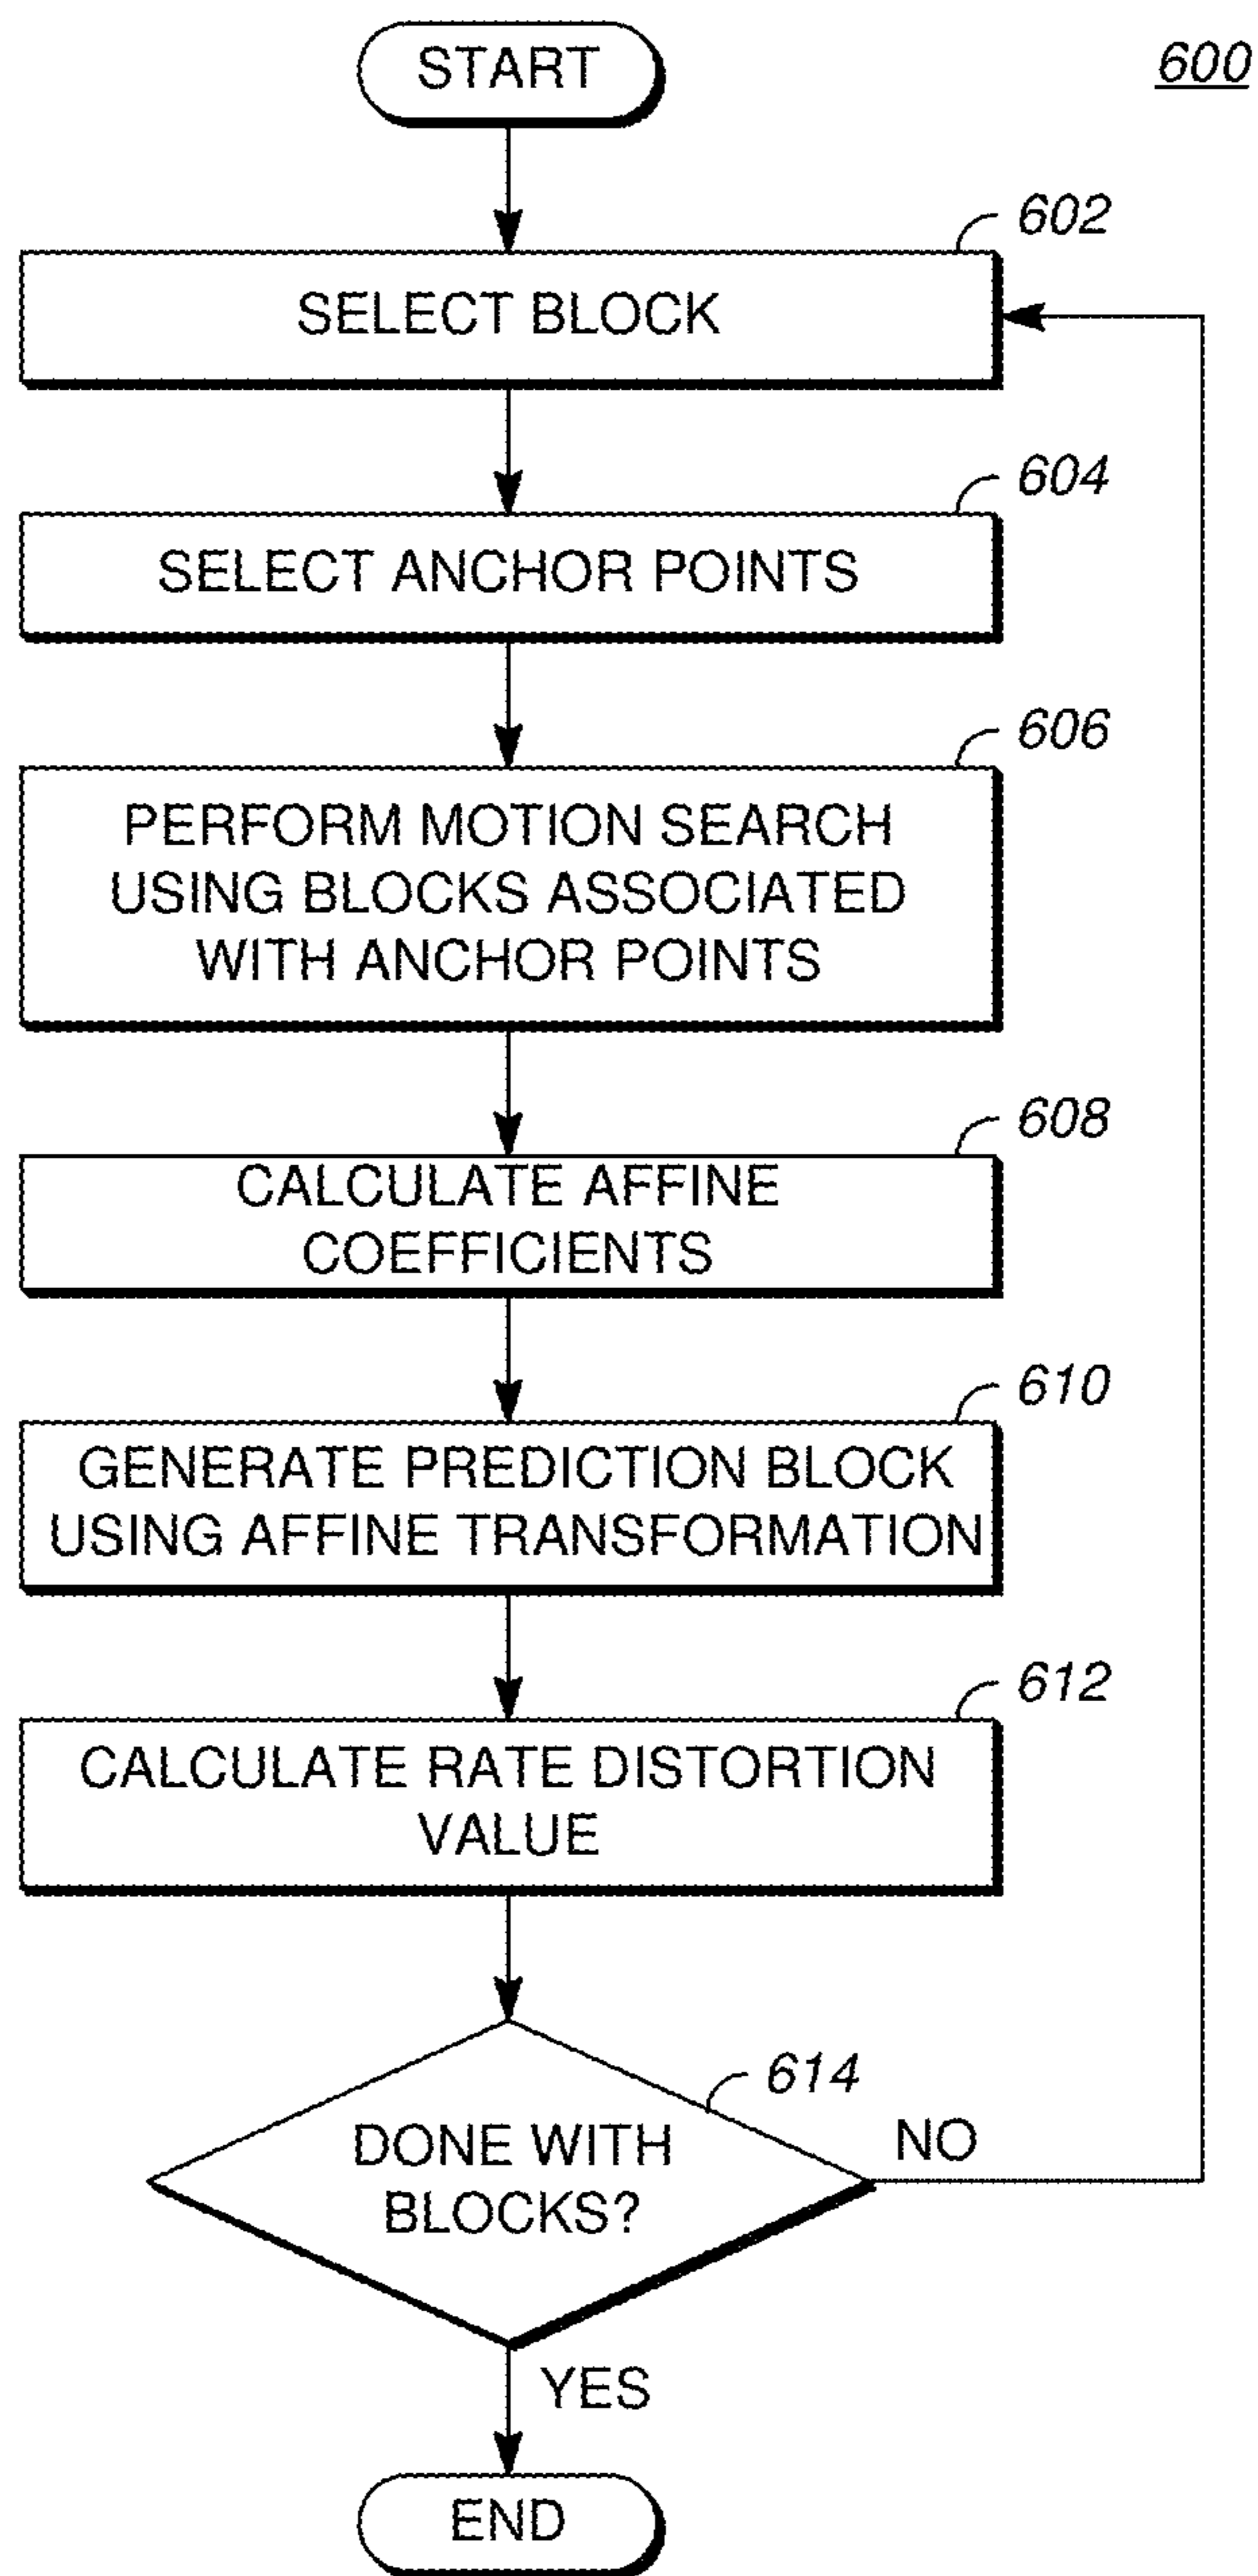 START
600
602
SELECT BLOCK
604
SELECT ANCHOR POINTS
606
PERFORM MOTION SEARCH
USING BLOCKS ASSOCIATED
WITH ANCHOR POINTS
608
CALCULATE AFFINE
COEFFICIENTS
610
GENERATE PREDICTION BLOCK
USING AFFINE TRANSFORMATION
612
CALCULATE RATE DISTORTION
VALUE
614
DONE WITH
BLOCKS?
NO
YES
END